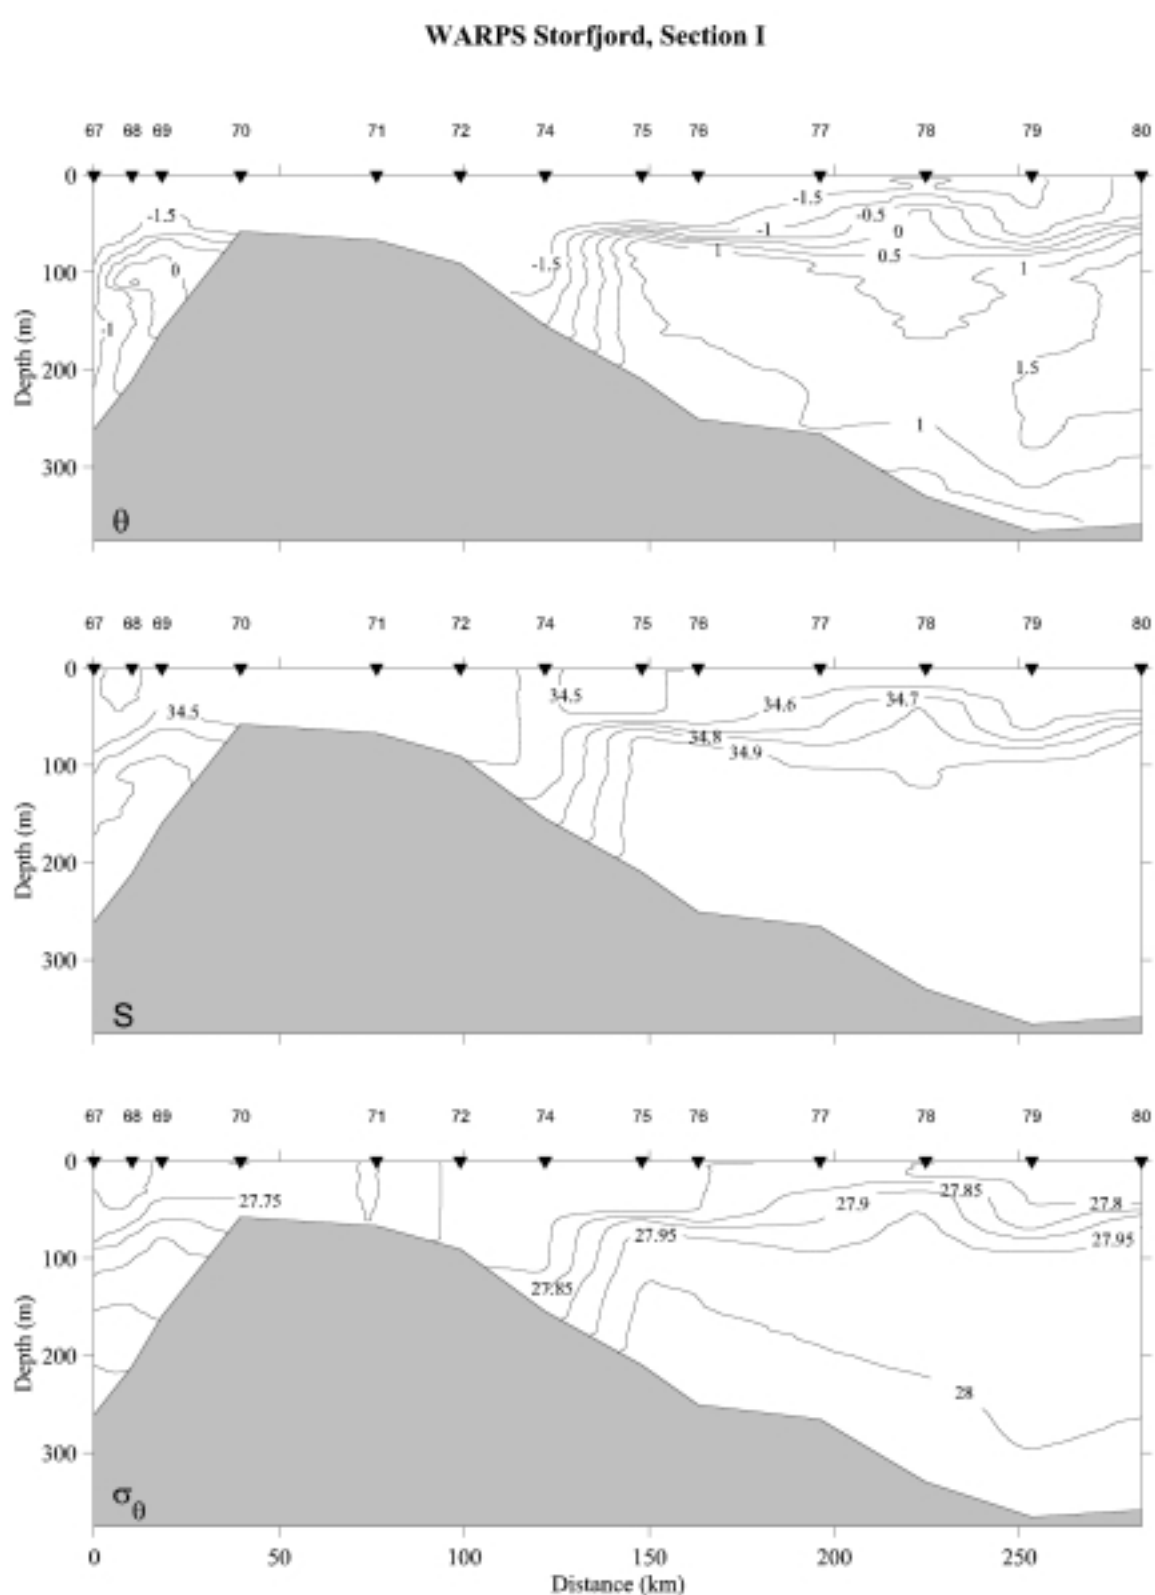 WARPS Storfjord, Section I
67 68 69 70 71 72 74 75 76 77 78 79 80
0
-1.5 -1.5
-0.5
-1 0
1 0.5
-1.5 0 1
100
-1
1.5
200
1
300
Depth (m)
θ
67 68 69 70 71 72 74 75 76 77 78 79 80
0
34.5 34.6 34.7
34.5
34.8
34.9
100
200
300
Depth (m)
S
67 68 69 70 71 72 74 75 76 77 78 79 80
0
27.85
27.75 27.9 27.8
27.95 27.95
100
27.85
200
28
300
Depth (m)
σθ
0 50 100 150 200 250
Distance (km)